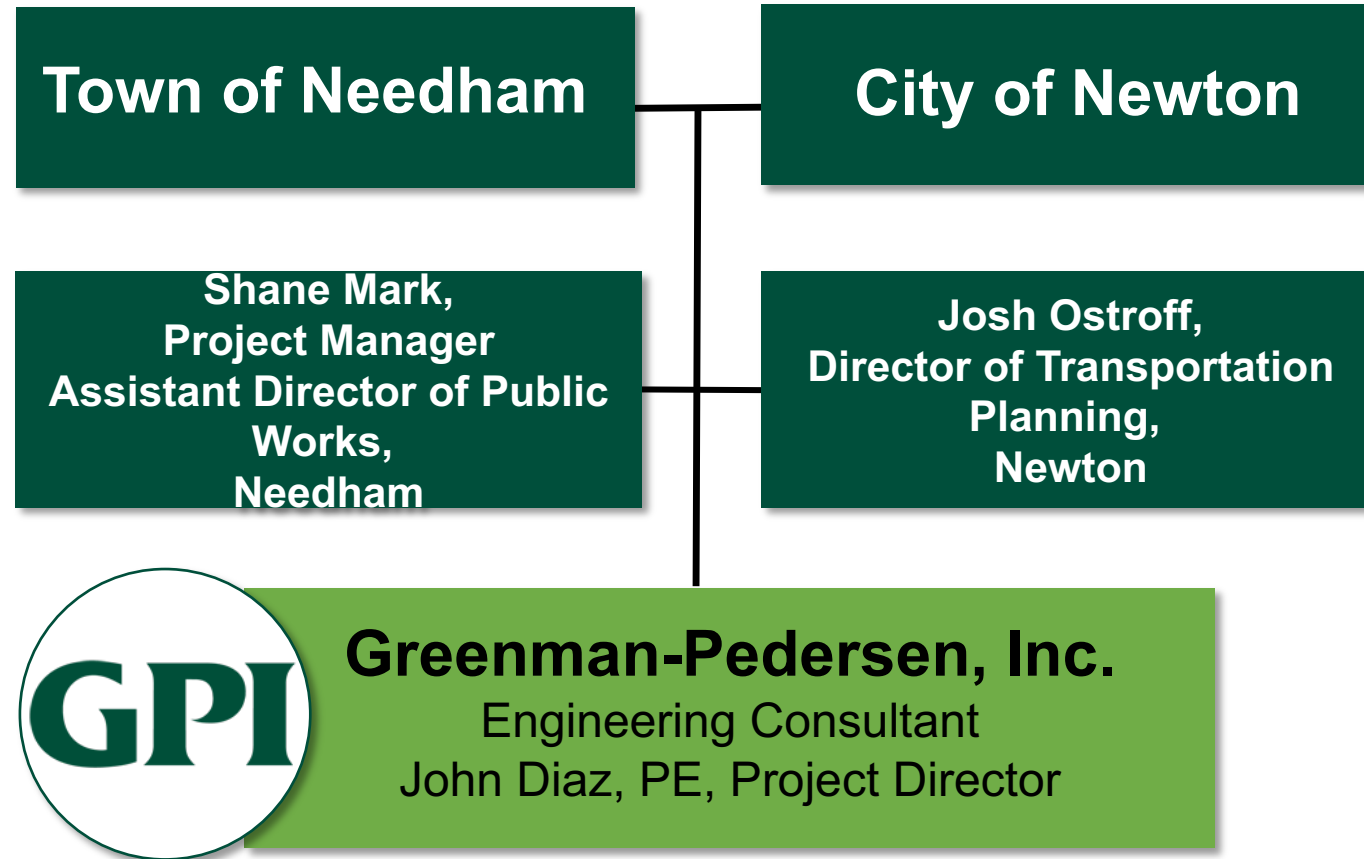 Town of Needham
City of Newton
Shane Mark,
Project Manager
Assistant Director of Public
Works,
Needham
Josh Ostroff,
Director of Transportation
Planning,
Newton
GPI
Greenman-Pedersen, Inc.
Engineering Consultant
John Diaz, PE, Project Director